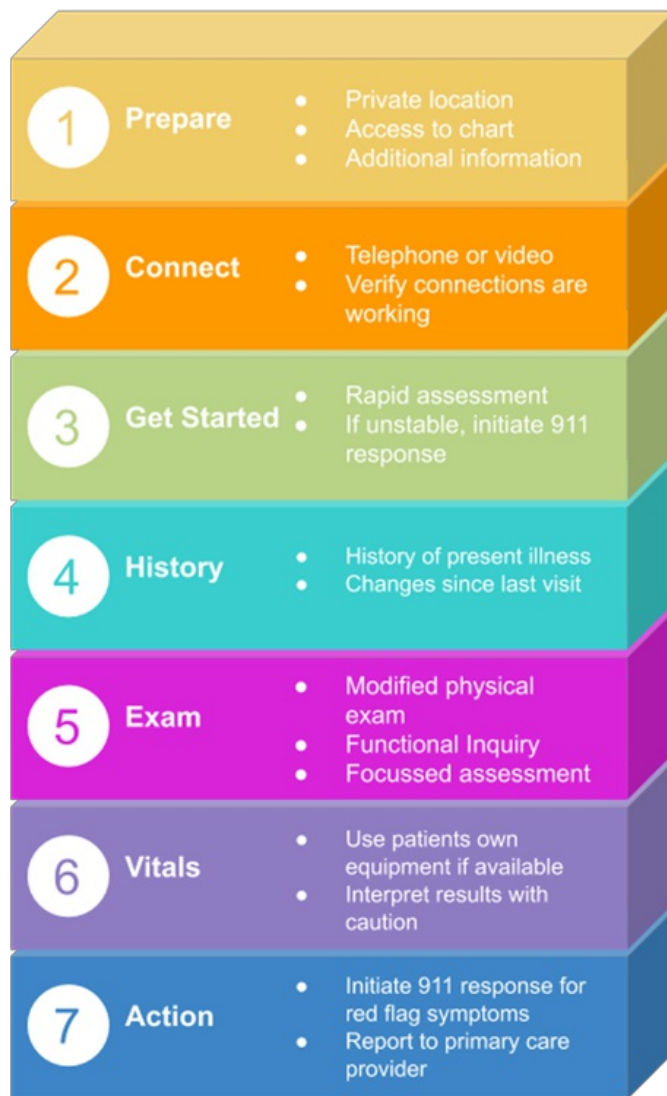 1
Prepare
● Private location
● Access to chart
● Additional information
2
Connect
● Telephone or video
● Verify connections are
working
3
Get Started
● Rapid assessment
● If unstable, initiate 911
response
4
History
● History of present illness
● Changes since last visit
5
Exam
● Modified physical
exam
● Functional Inquiry
● Focussed assessment
6
Vitals
● Use patients own
equipment if available
● Interpret results with
caution
7
Action
● Initiate 911 response for
red flag symptoms
● Report to primary care
provider